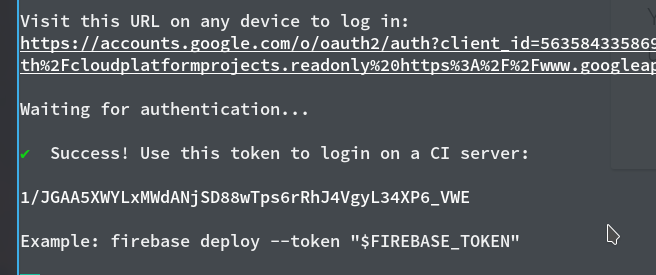 Visit this URL on any device to log in:
https://accounts.google.com/o/oauth2/auth?client_id=563584335869
th%2Fcloudplatformprojects.readonly%20https%3A%2F%2Fwww.googleap
Waiting for authentication...
✔ Success! Use this token to login on a CI server:
1/JGAA5XWYLxMWdANjSD88wTps6rRhJ4VgyL34XP6_VWE
Example: firebase deploy --token "$FIREBASE_TOKEN"